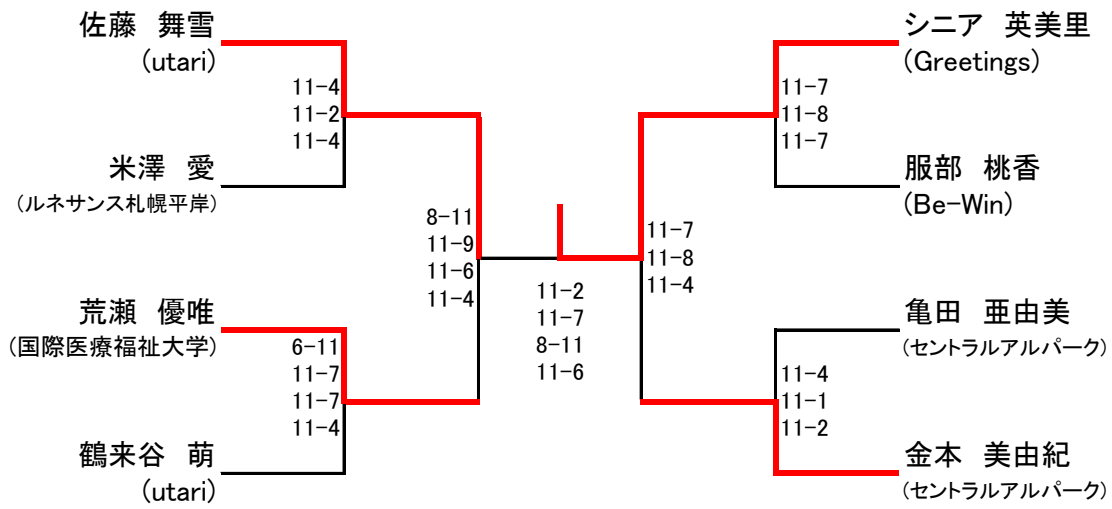 佐藤　舞雪
(utari)
11-4
11-2
11-4
米澤　愛
(ルネサンス札幌平岸)
8-11
11-9
11-6
11-4
荒瀬　優唯
(国際医療福祉大学)
6-11
11-7
11-7
11-4
鶴来谷　萌
(utari)
11-2
11-7
8-11
11-6
シニア　英美里
(Greetings)
11-7
11-8
11-7
服部　桃香
(Be-Win)
11-7
11-8
11-4
亀田　亜由美
(セントラルアルパーク)
11-4
11-1
11-2
金本　美由紀
(セントラルアルパーク)